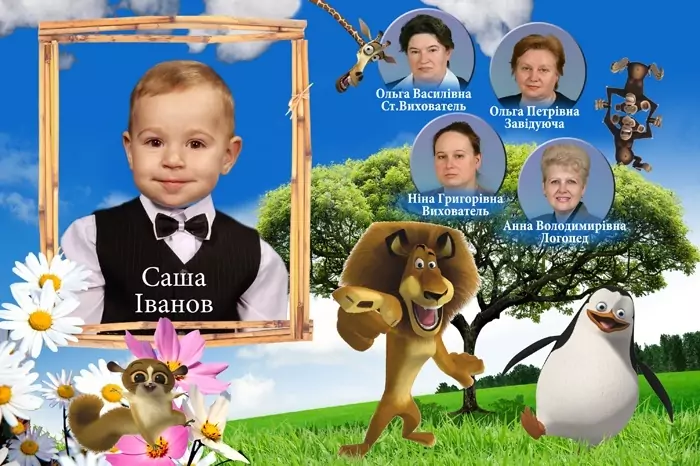 Ольга Василівна
Ст.Вихователь
Ольга Петрівна
Завідуюча
Ніна Григорівна
Вихователь
Анна Володимирівна
Логопед
Саша
Іванов